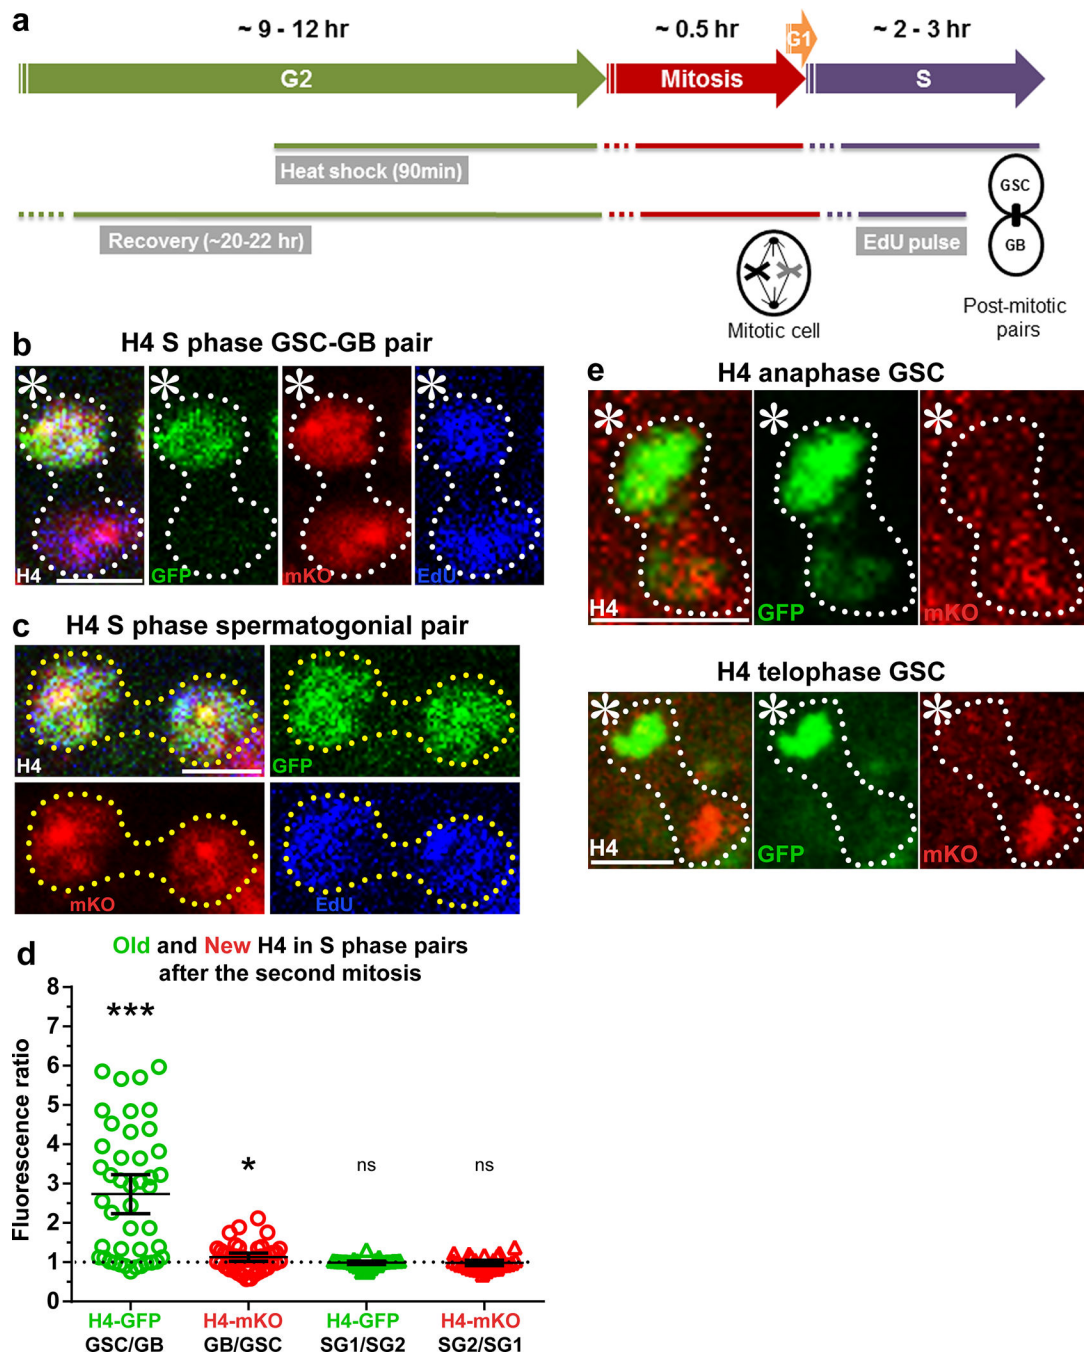 a
~ 9 - 12 hr
~ 0.5 hr
G1
~ 2 - 3 hr
G2
Mitosis
S
Heat shock (90min)
Recovery (~20-22 hr)
EdU pulse
GSC
GB
Mitotic cell
Post-mitotic
pairs
b
H4 S phase GSC-GB pair
*
*
*
*
H4
GFP
mKO
EdU
c
H4 S phase spermatogonial pair
H4
GFP
mKO
EdU
e
H4 anaphase GSC
*
*
*
H4
GFP
mKO
H4 telophase GSC
*
*
*
H4
GFP
mKO
d
Old and New H4 in S phase pairs
after the second mitosis
Fluorescence ratio
8
7
6
5
4
3
2
1
0
***
*
ns
ns
H4-GFP
GSC/GB
H4-mKO
GB/GSC
H4-GFP
SG1/SG2
H4-mKO
SG2/SG1